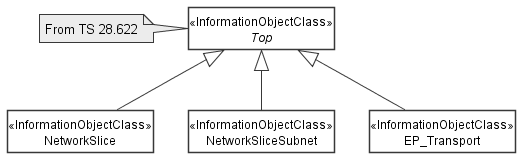 From TS 28.622
«InformationObjectClass»
Top
«InformationObjectClass»
NetworkSlice
«InformationObjectClass»
NetworkSliceSubnet
«InformationObjectClass»
EP_Transport